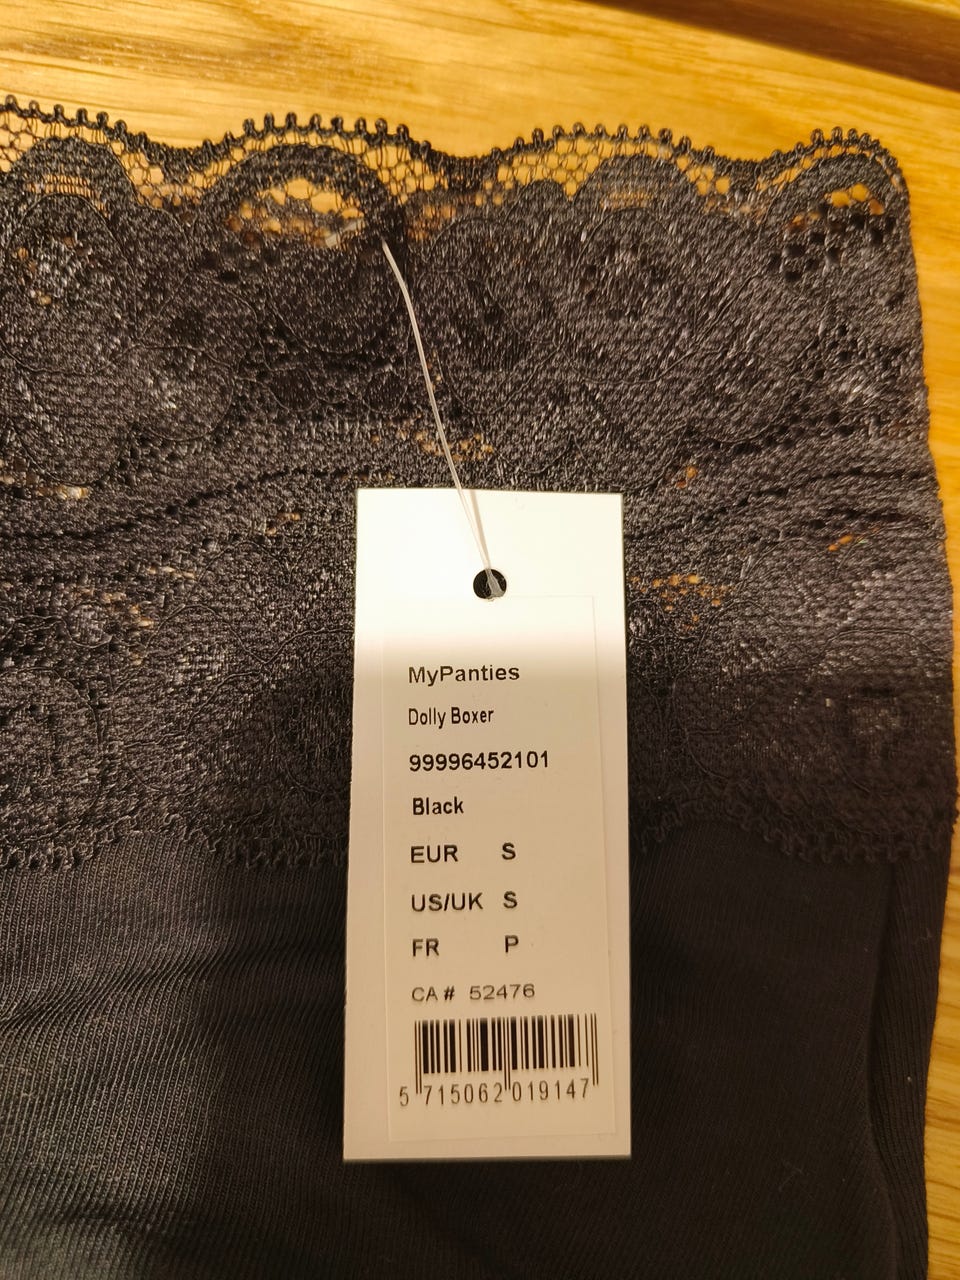 MyPanties
Dolly Boxer
99996452101
Black
EUR S
US/UK S
FR P
CA # 52476
5 715062 019147